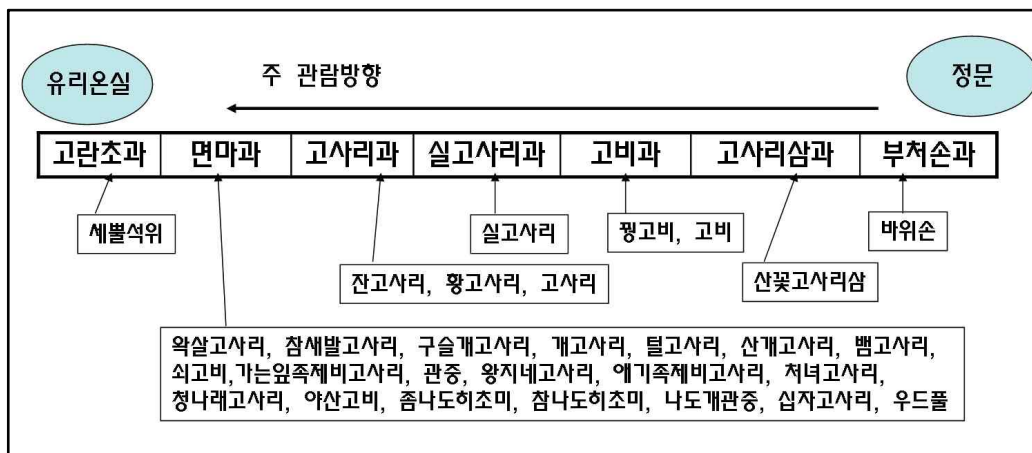 유리온실
주 관람방향
정문
고란초과 면마과 고사리과 실고사리과 고비과 고사리삼과 부처손과
세뿔석위
실고사리
꿩고비, 고비
바위손
잔고사리, 황고사리, 고사리
산꽃고사리삼
왁살고사리, 참새발고사리, 구슬개고사리, 개고사리, 털고사리, 산개고사리, 뱀고사리,
쇠고비,가는잎족제비고사리, 관중, 왕지네고사리, 애기족제비고사리, 처녀고사리,
청나래고사리, 야산고비, 좀나도히초미, 참나도히초미, 나도개관중, 십자고사리, 우드풀